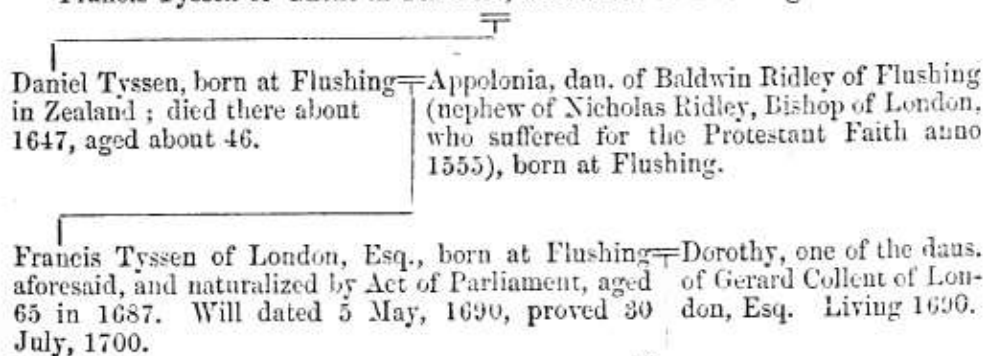 Daniel Tyssen, born at Flushing
in Zealand ; died there about
1647, aged about 46.
Appolonia, dau. of Baldwin Ridley of Flushing
(nephew of Nicholas Ridley, Bishop of London,
who suffered for the Protestant Faith anno
1555), born at Flushing.
Francis Tyssen of London, Esq., born at Flushing
aforesaid, and naturalized by Act of Parliament, aged
65 in 1687. Will dated 5 May, 1690, proved 30
July, 1700.
Dorothy, one of the daus.
of Gerard Collent of Lon-
don, Esq. Living 1690.